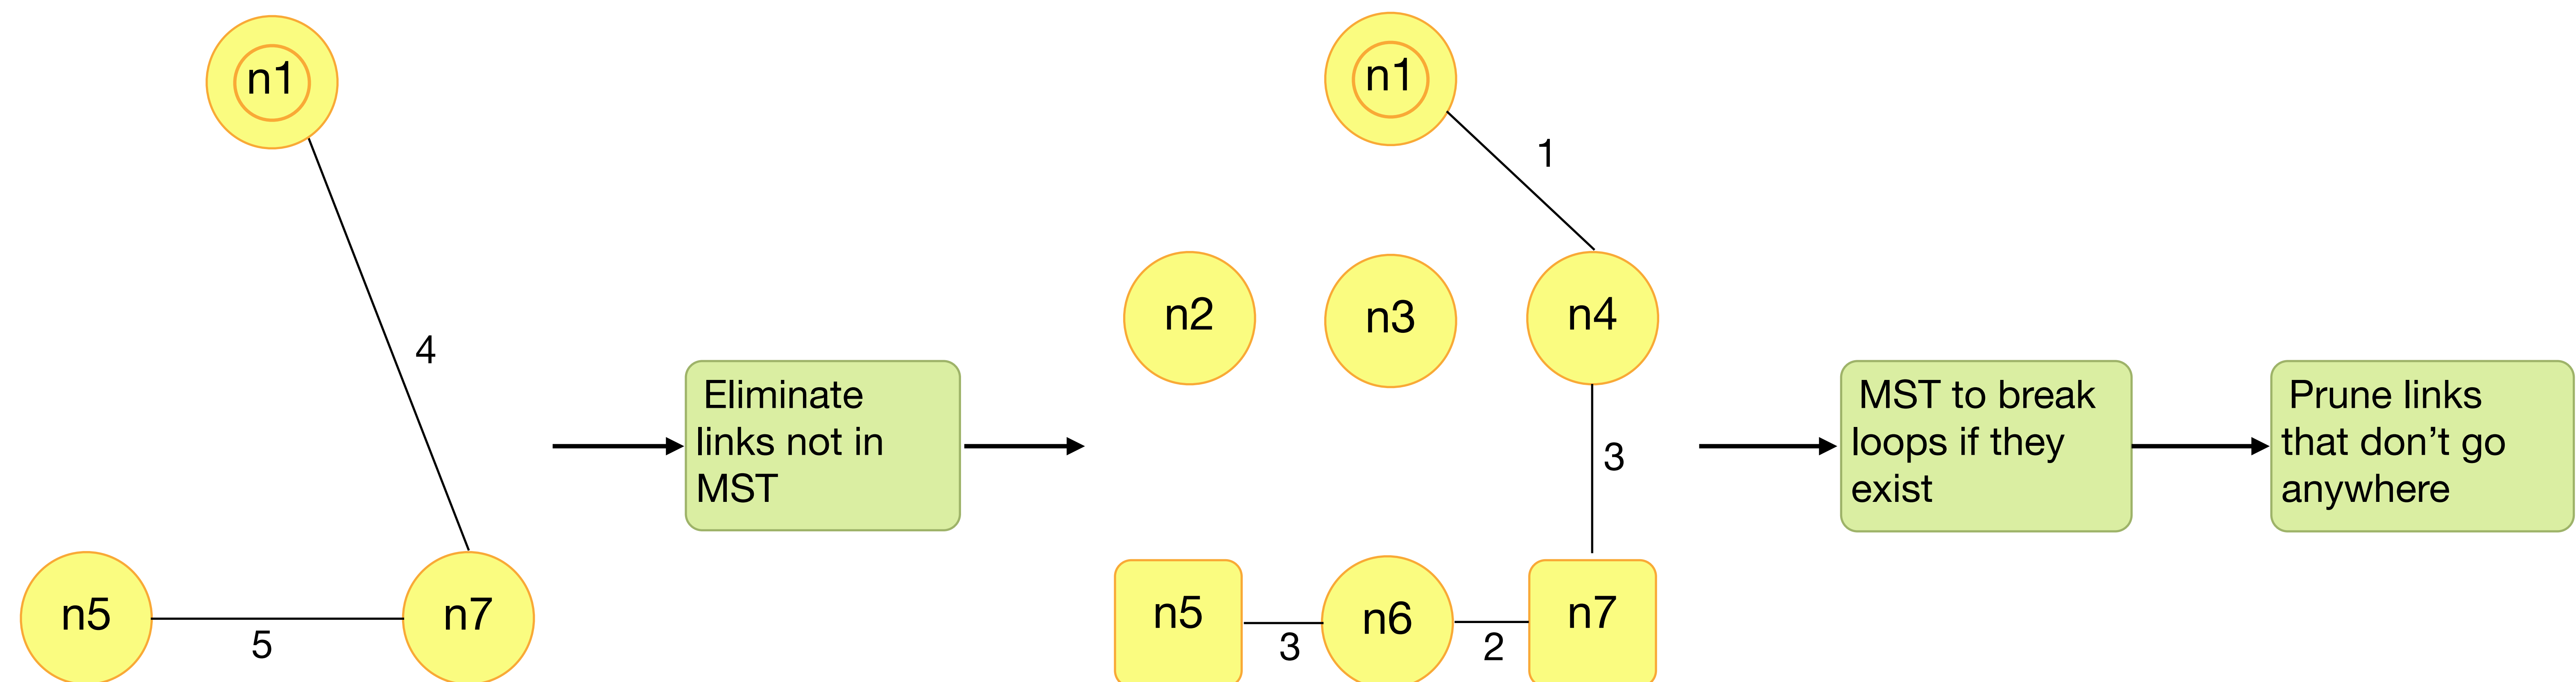 n1
4
n5
5
n7
Eliminate
links not in
MST
n1
1
n2
n3
n4
3
n5
3
n6
2
n7
MST to break
loops if they
exist
Prune links
that don’t go
anywhere